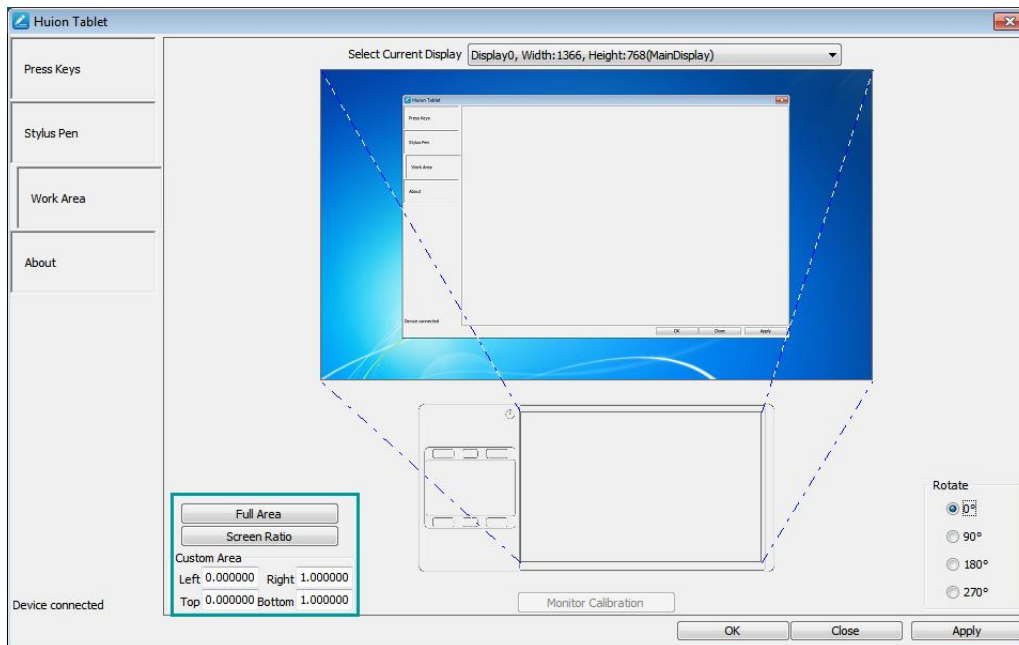 Huion Tablet
Press Keys
Stylus Pen
Work Area
About
Device connected
Select Current Display Display0, Width:1366, Height:768(MainDisplay)
Huion Tablet
Press Keys
Stylus Pen
Work Area
About
Device connected
OK Close Apply
Full Area
Screen Ratio
Custom Area
Left 0.000000 Right 1.000000
Top 0.000000 Bottom 1.000000
Monitor Calibration
Rotate
0°
90°
180°
270°
OK Close Apply